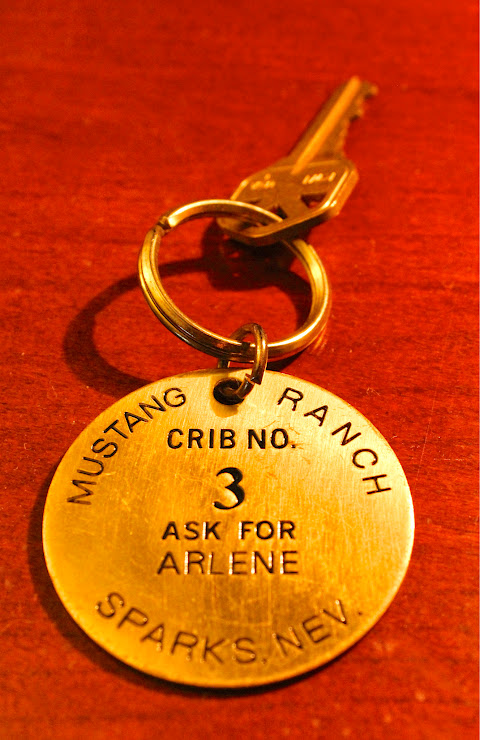 MUSTANG RANCH
CRIB NO.
3
ASK FOR
ARLENE
SPARKS, NEV.